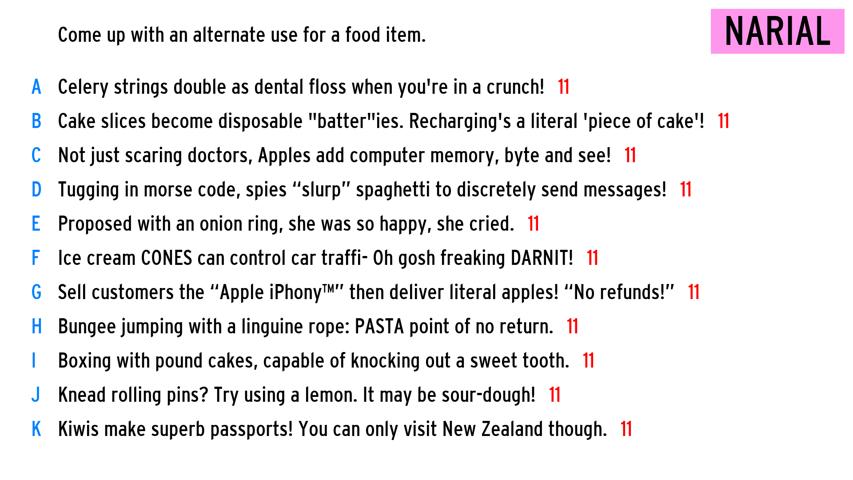 Come up with an alternate use for a food item.
NARIAL
A Celery strings double as dental floss when you're in a crunch! 11
B Cake slices become disposable "batter"ies. Recharging's a literal 'piece of cake'! 11
C Not just scaring doctors, Apples add computer memory, byte and see! 11
D Tugging in morse code, spies “slurp” spaghetti to discretely send messages! 11
E Proposed with an onion ring, she was so happy, she cried. 11
F Ice cream CONES can control car traffi- Oh gosh freaking DARNIT! 11
G Sell customers the “Apple iPhony™” then deliver literal apples! “No refunds!” 11
H Bungee jumping with a linguine rope: PASTA point of no return. 11
I Boxing with pound cakes, capable of knocking out a sweet tooth. 11
J Knead rolling pins? Try using a lemon. It may be sour-dough! 11
K Kiwis make superb passports! You can only visit New Zealand though. 11